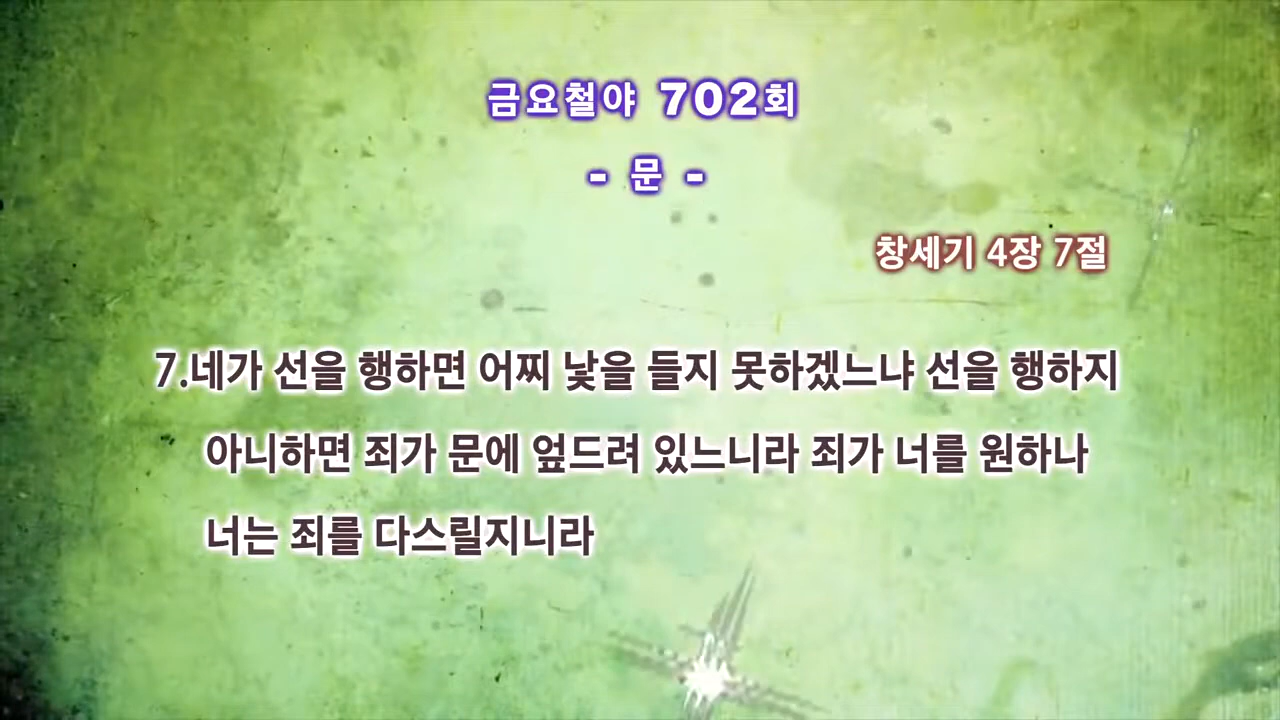 금요철야 702회
- 문 -
창세기 4장 7절
7.네가 선을 행하면 어찌 낯을 들지 못하겠느냐 선을 행하지
아니하면 죄가 문에 엎드려 있느니라 죄가 너를 원하나
너는 죄를 다스릴지니라